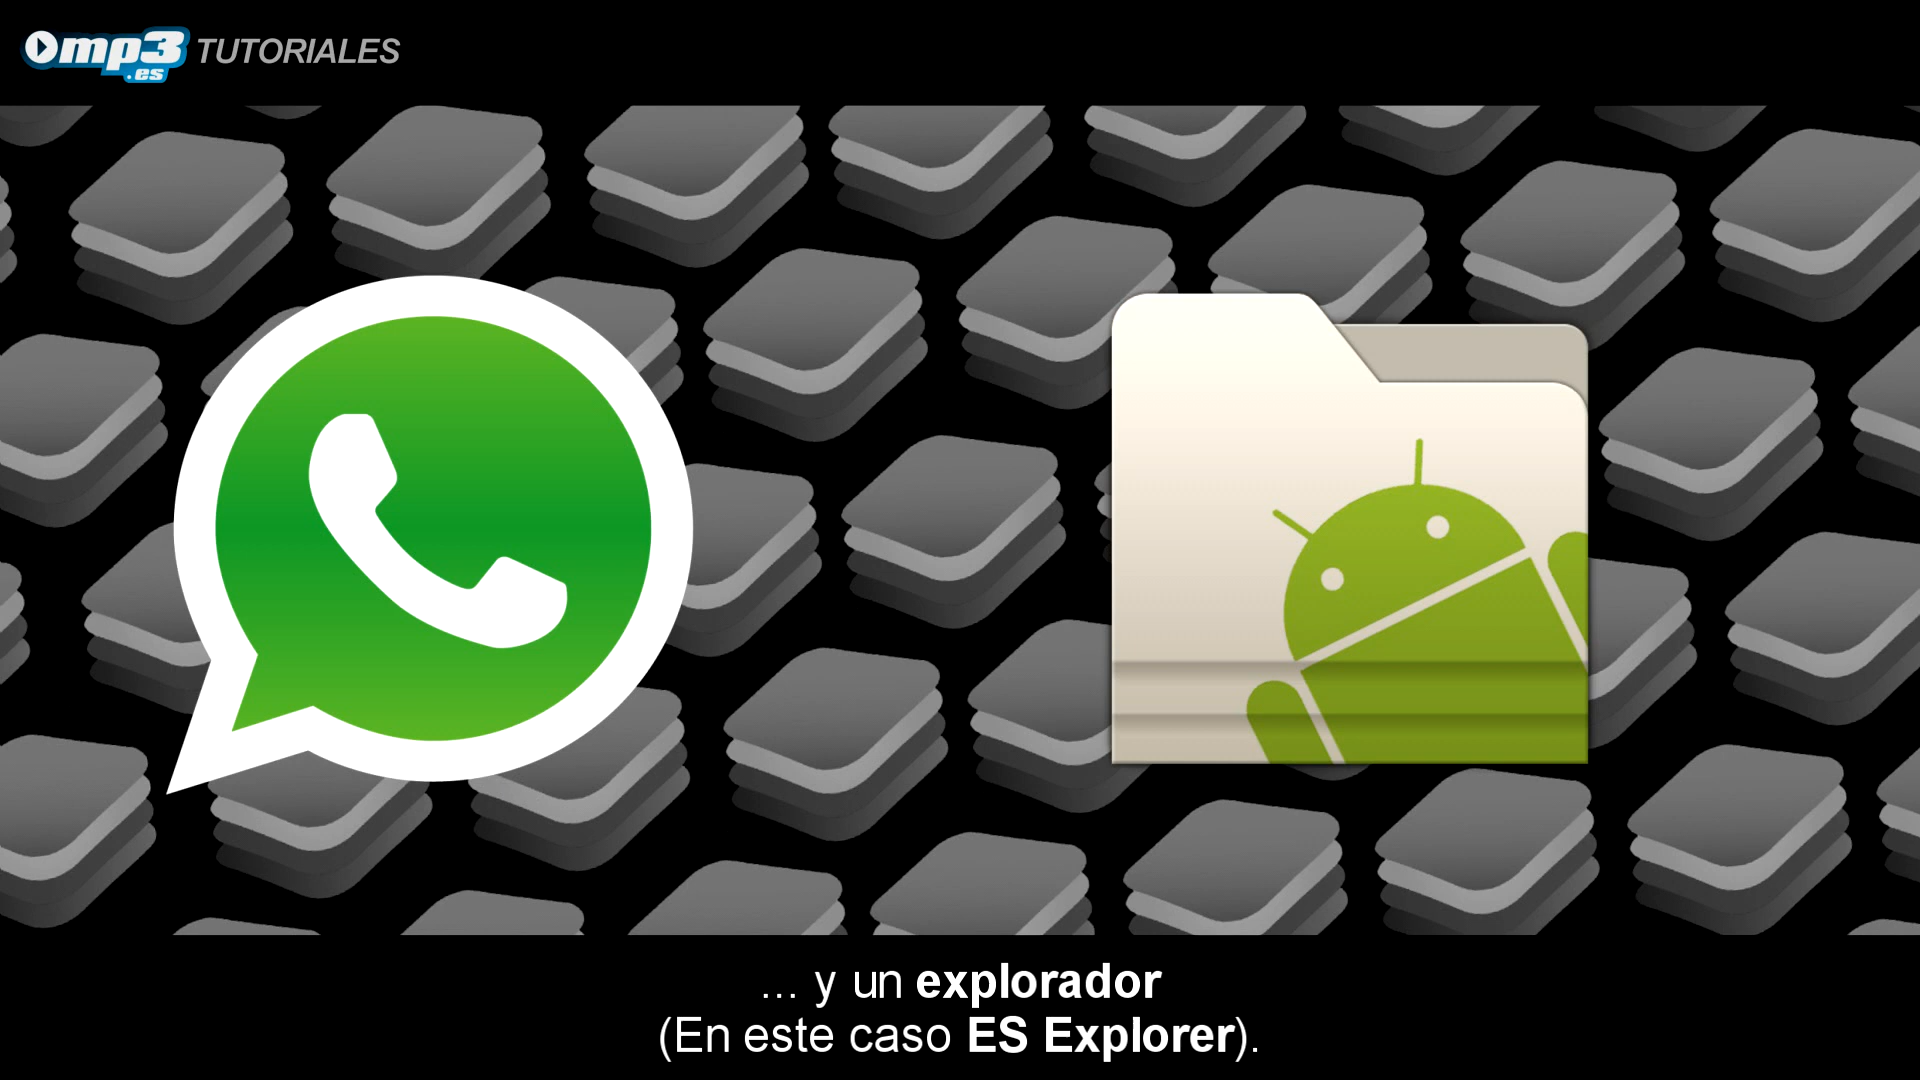 mp3 TUTORIALES
.es
... y un explorador
(En este caso ES Explorer).